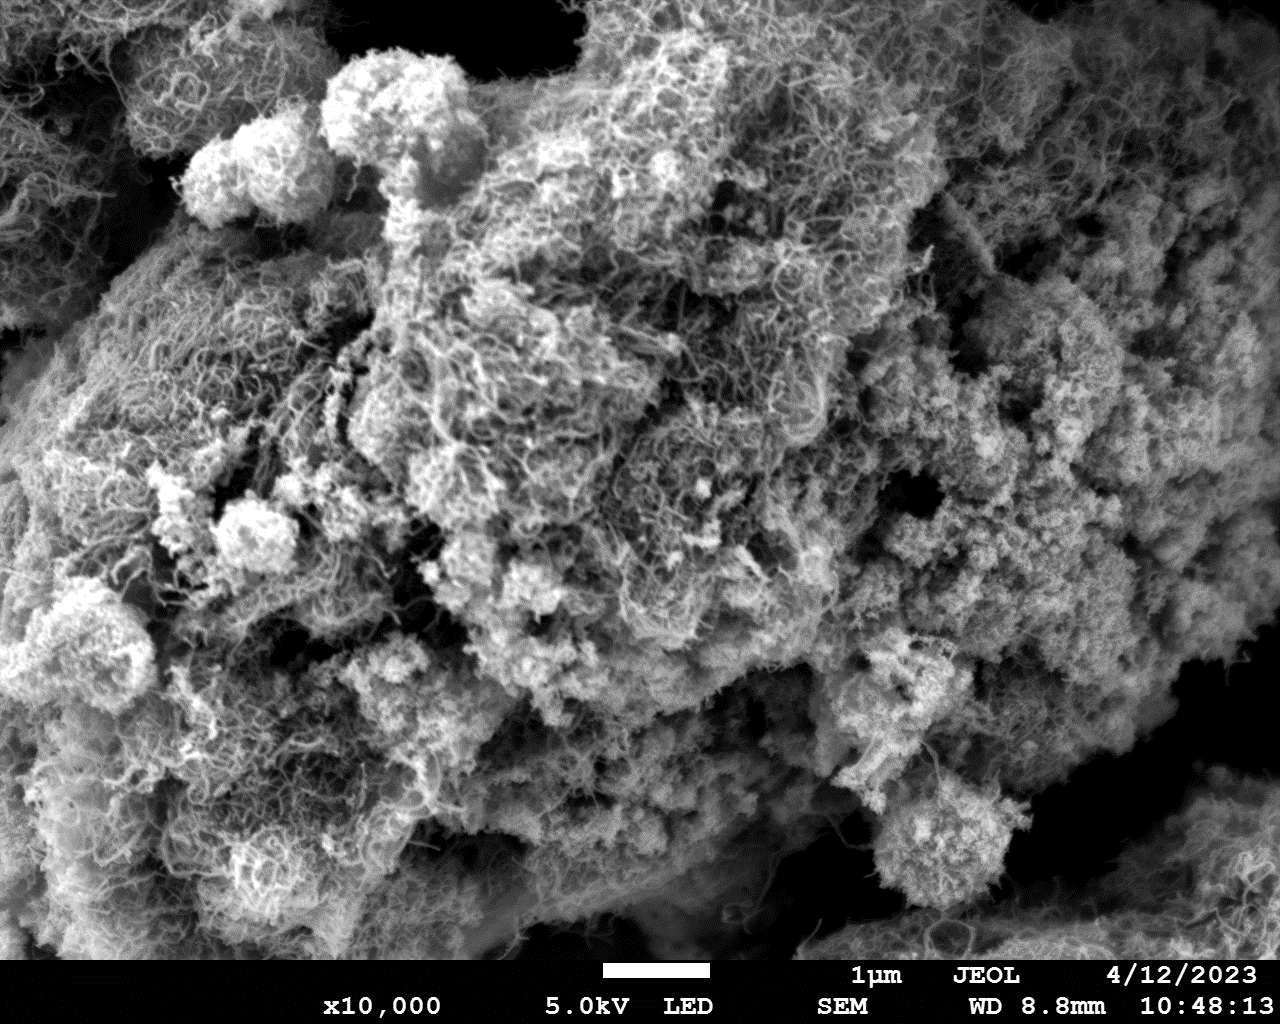 1µm JEOL 4/12/2023
x10,000 5.0kV LED SEM WD 8.8mm 10:48:13